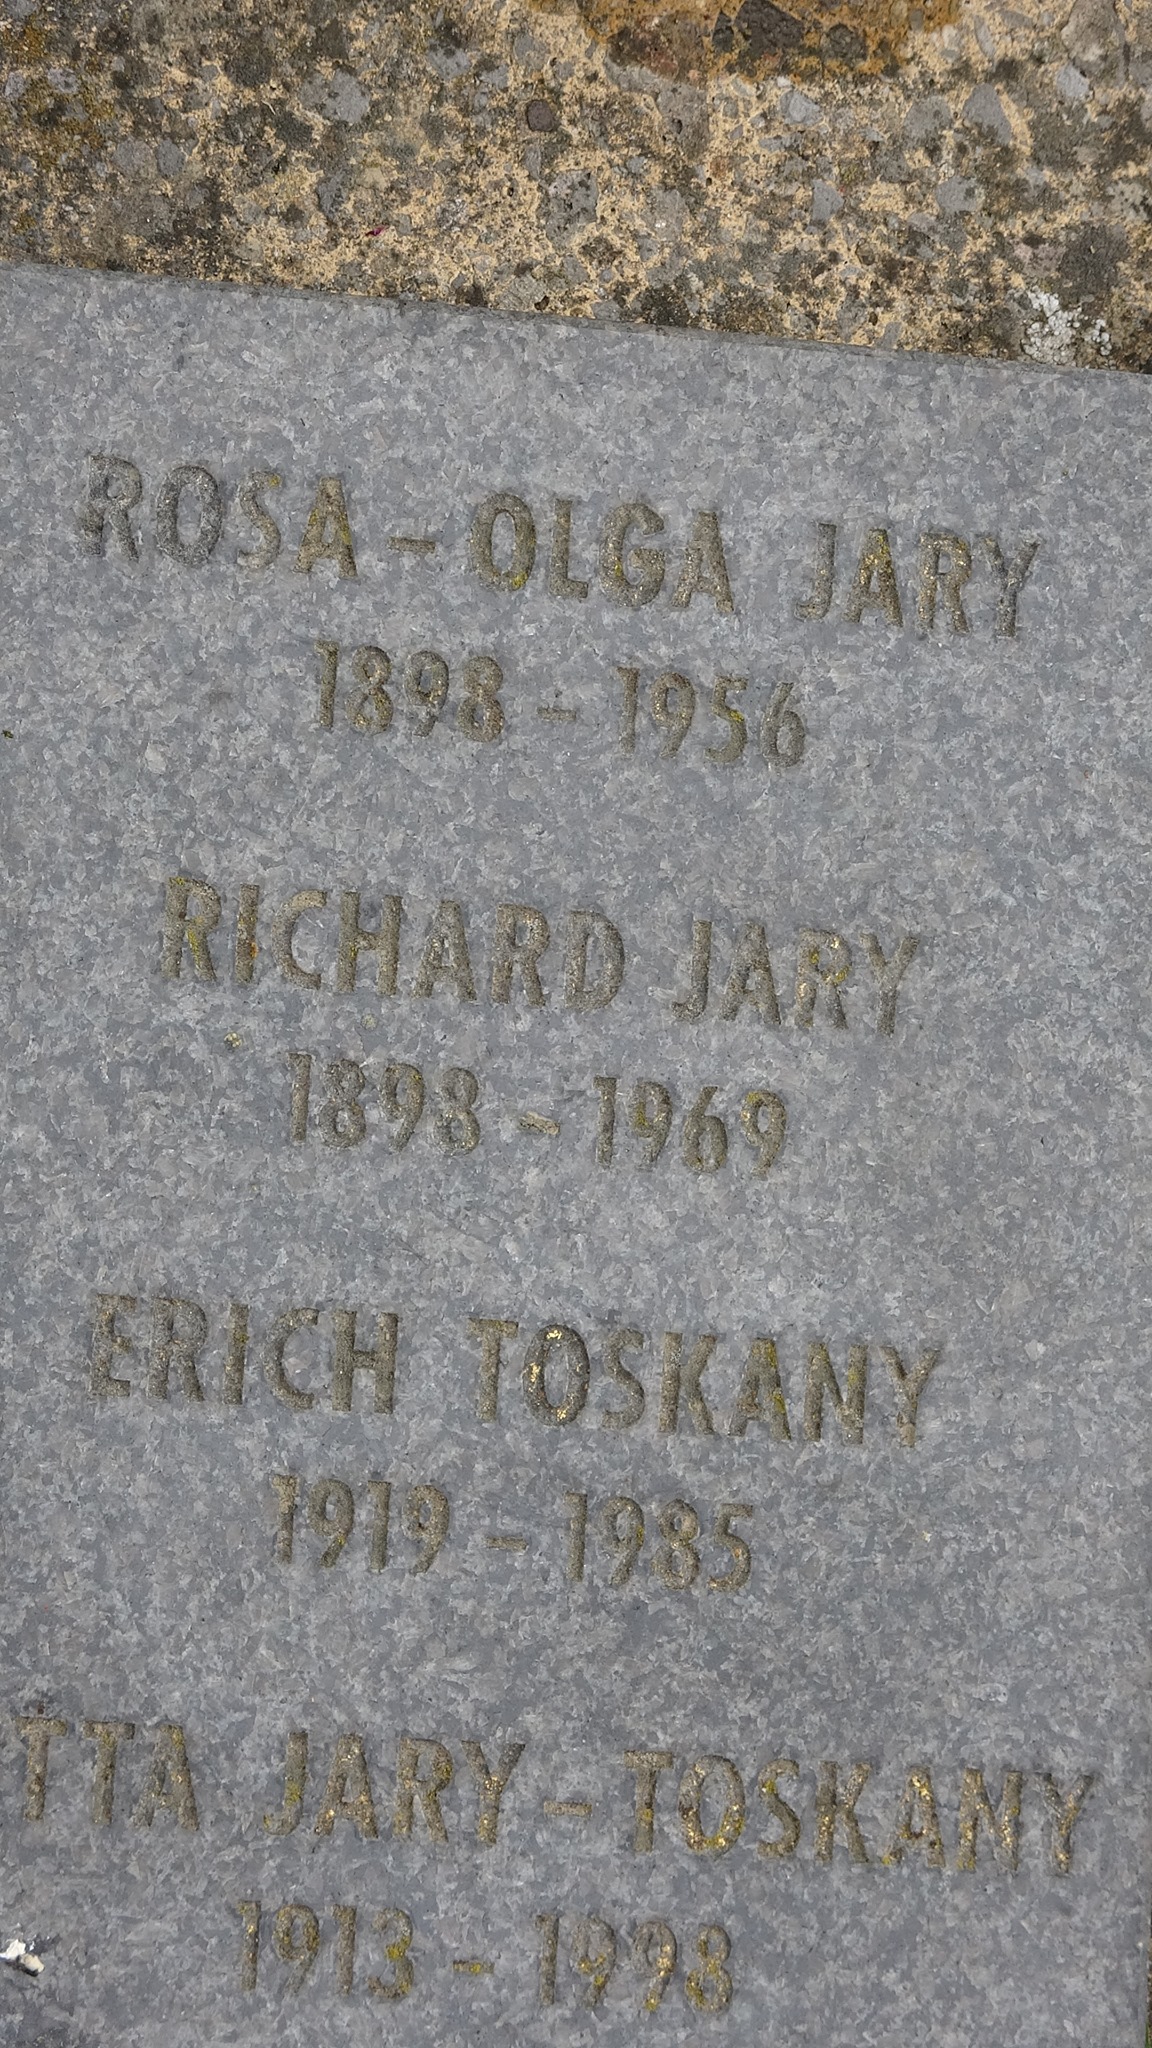 ROSA - OLGA JARY
1898 - 1956
RICHARD JARY
1898 - 1969
ERICH TOSKANY
1919 - 1985
TTA JARY - TOSKANY
1913 - 1998